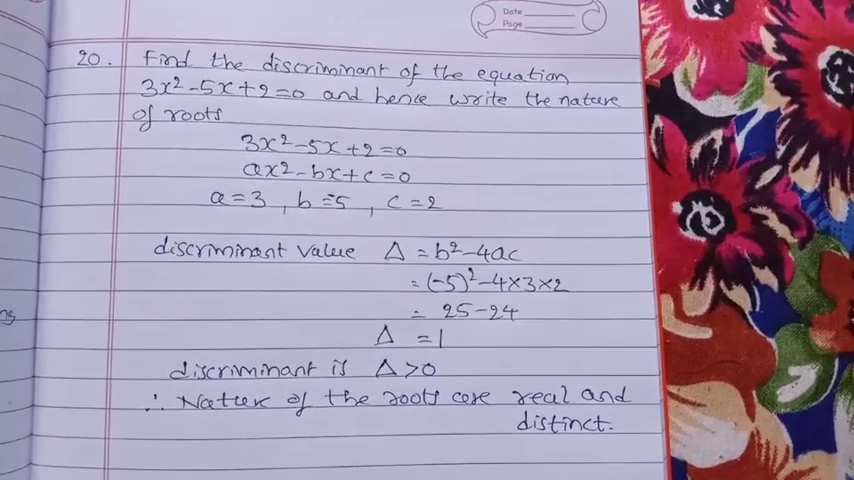 Date
Page
20. Find the discriminant of the equation
3x²-5x+2=0 and hence write the nature
of roots
3x²-5x+2=0
ax²-bx+c=0
a=3, b=-5, c=2
discriminant value Δ = b²-4ac
= (-5)²-4×3×2
= 25-24
Δ = 1
discriminant is Δ>0
∴ Nature of the roots are real and
distinct.